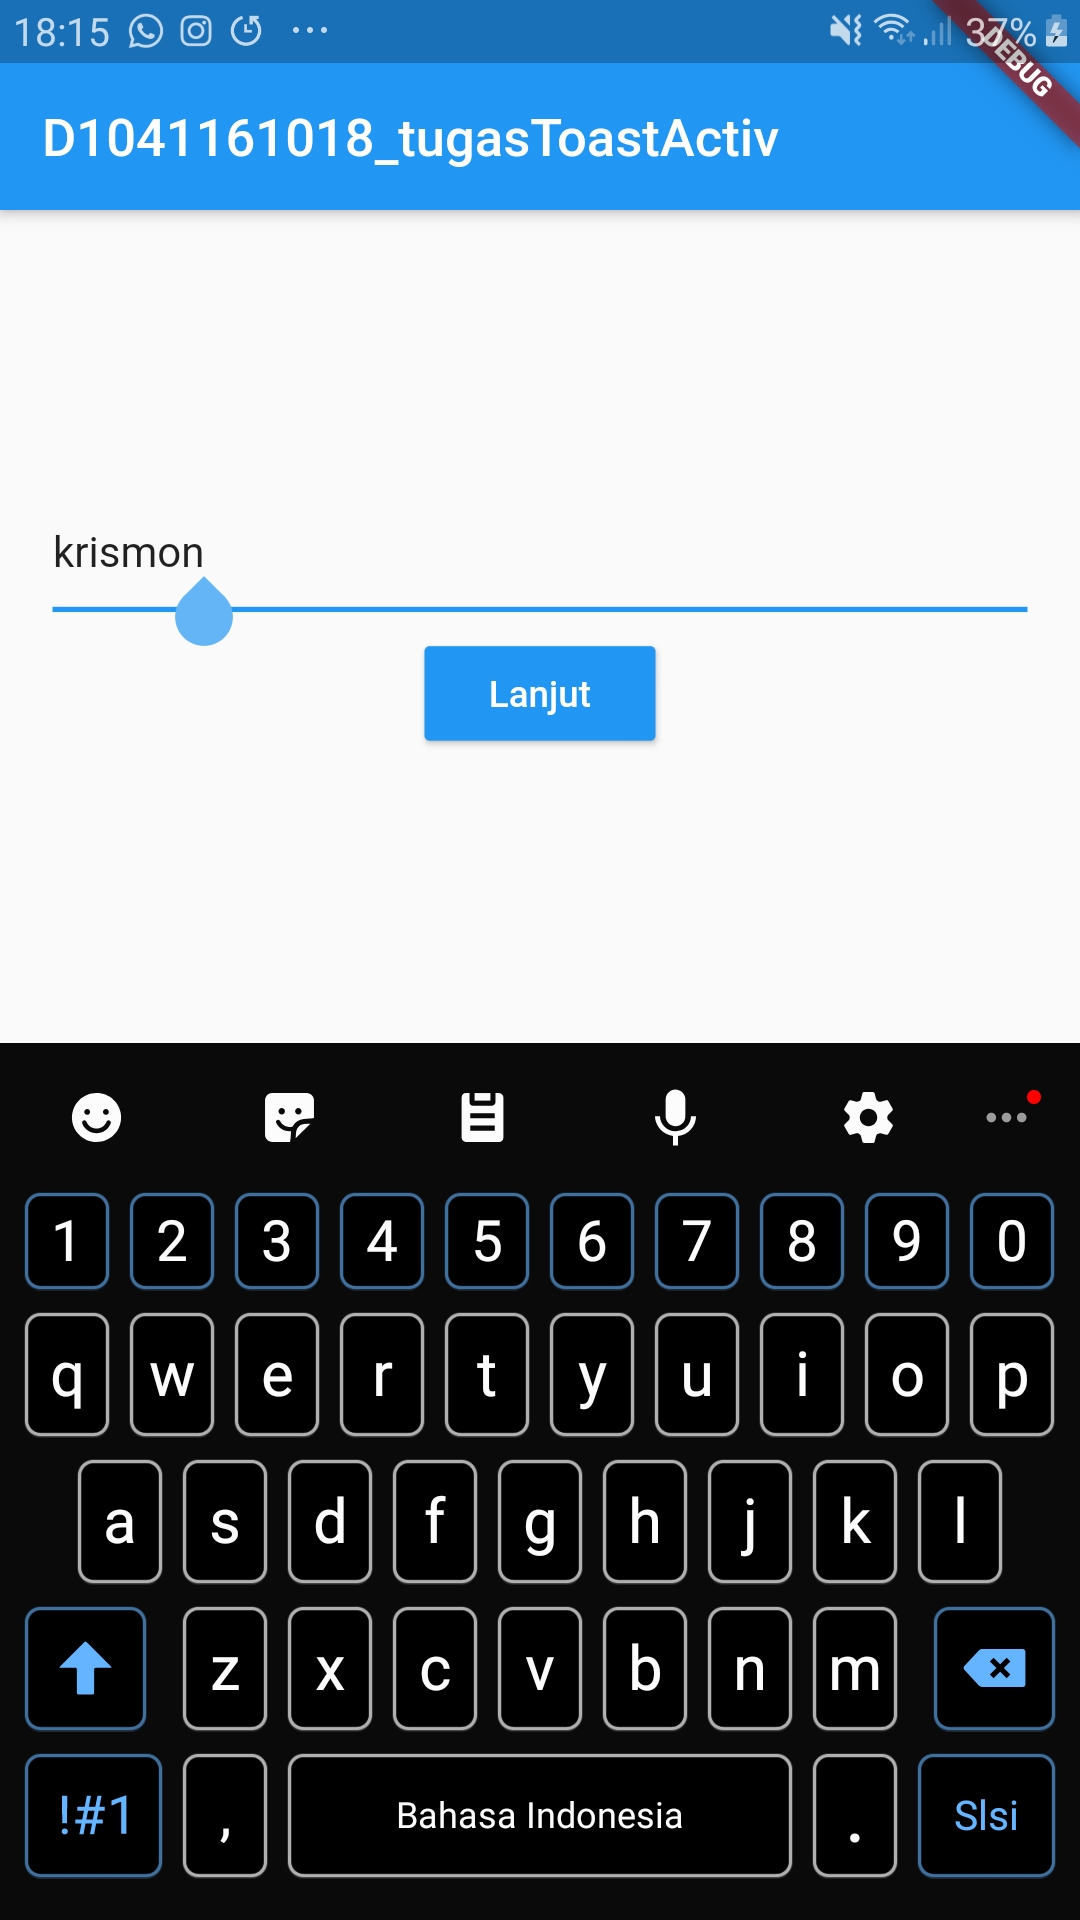 18:15 37%
DEBUG
D1041161018_tugasToastActiv
krismon
Lanjut
1 2 3 4 5 6 7 8 9 0
q w e r t y u i o p
a s d f g h j k l
z x c v b n m
!#1 , Bahasa Indonesia . Slsi